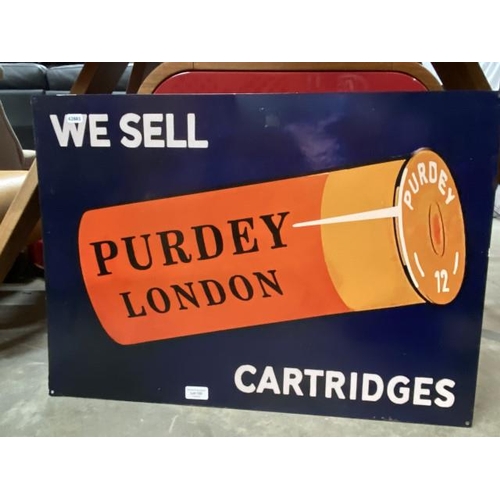 WE SELL
PURDEY
LONDON
PURDEY
12
CARTRIDGES